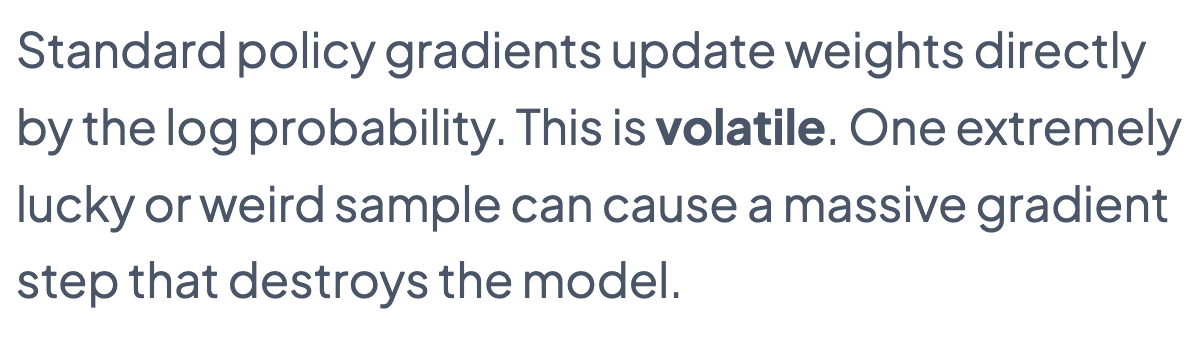 Standard policy gradients update weights directly
by the log probability. This is volatile. One extremely
lucky or weird sample can cause a massive gradient
step that destroys the model.